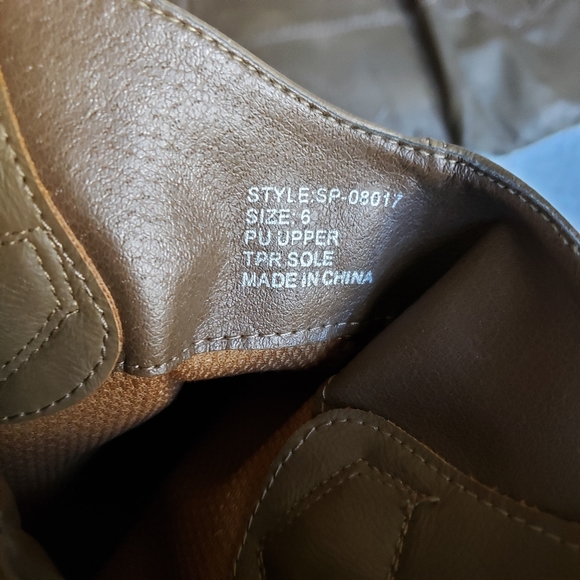 STYLE:SP-08017
SIZE: 6
PU UPPER
TPR SOLE
MADE IN CHINA